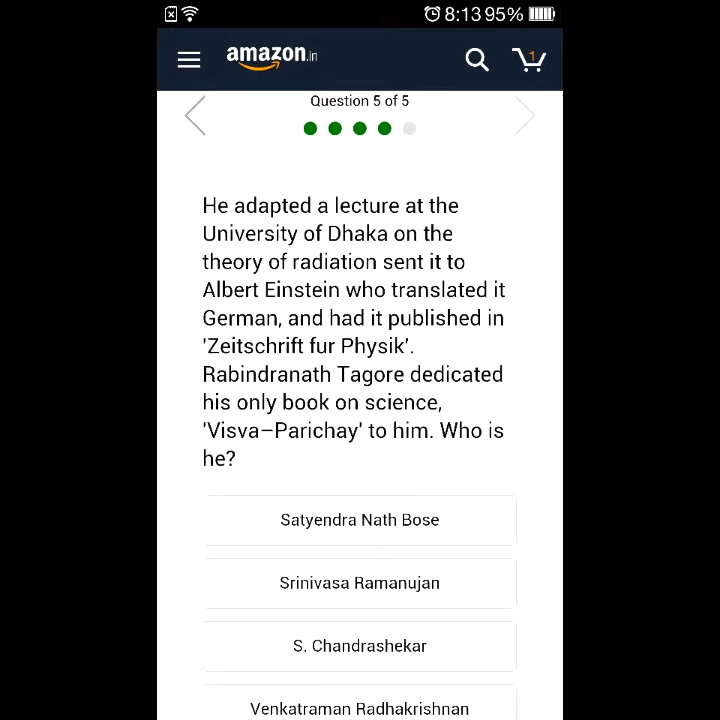 8:13 95%
amazon.in
1
Question 5 of 5
He adapted a lecture at the
University of Dhaka on the
theory of radiation sent it to
Albert Einstein who translated it
German, and had it published in
'Zeitschrift fur Physik'.
Rabindranath Tagore dedicated
his only book on science,
'Visva–Parichay' to him. Who is
he?
Satyendra Nath Bose
Srinivasa Ramanujan
S. Chandrashekar
Venkatraman Radhakrishnan